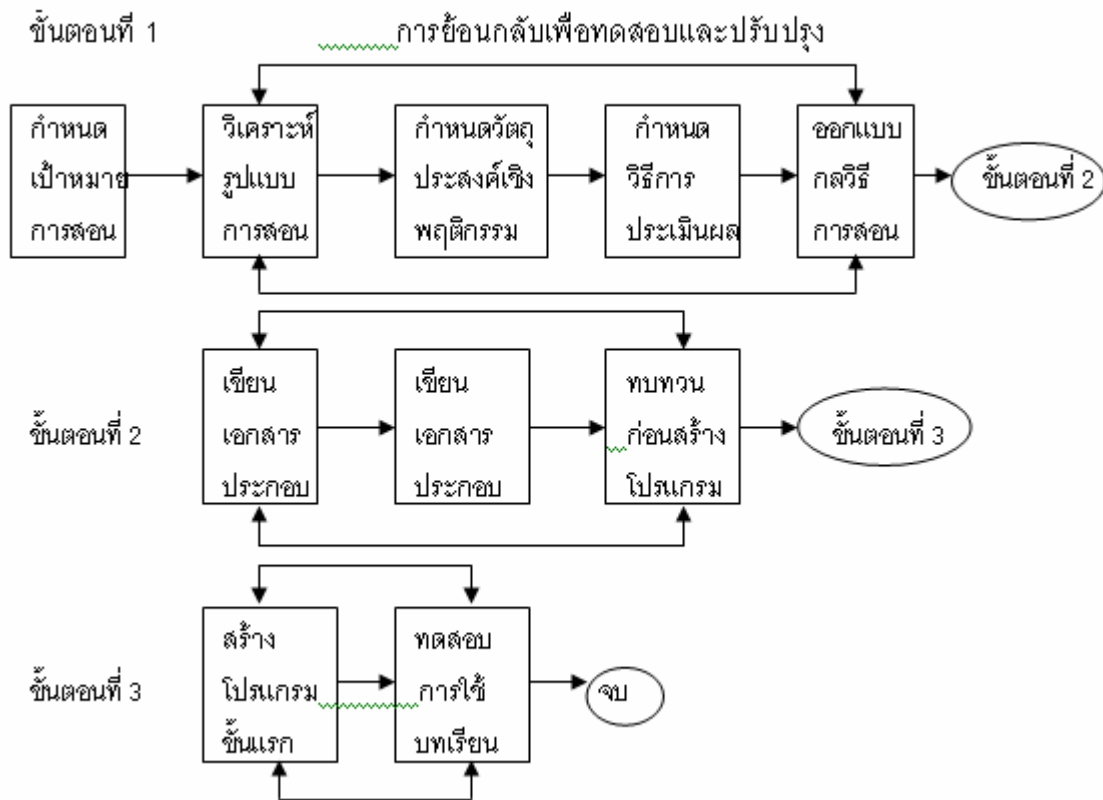 ขั้นตอนที่ 1
การย้อนกลับเพื่อทดสอบและปรับปรุง
กำหนด
เป้าหมาย
การสอน
วิเคราะห์
รูปแบบ
การสอน
กำหนดวัตถุ
ประสงค์เชิง
พฤติกรรม
กำหนด
วิธีการ
ประเมินผล
ออกแบบ
กลวิธี
การสอน
ขั้นตอนที่ 2
ขั้นตอนที่ 2
เขียน
เอกสาร
ประกอบ
เขียน
เอกสาร
ประกอบ
ทบทวน
ก่อนสร้าง
โปรแกรม
ขั้นตอนที่ 3
ขั้นตอนที่ 3
สร้าง
โปรแกรม
ขั้นแรก
ทดสอบ
การใช้
บทเรียน
จบ